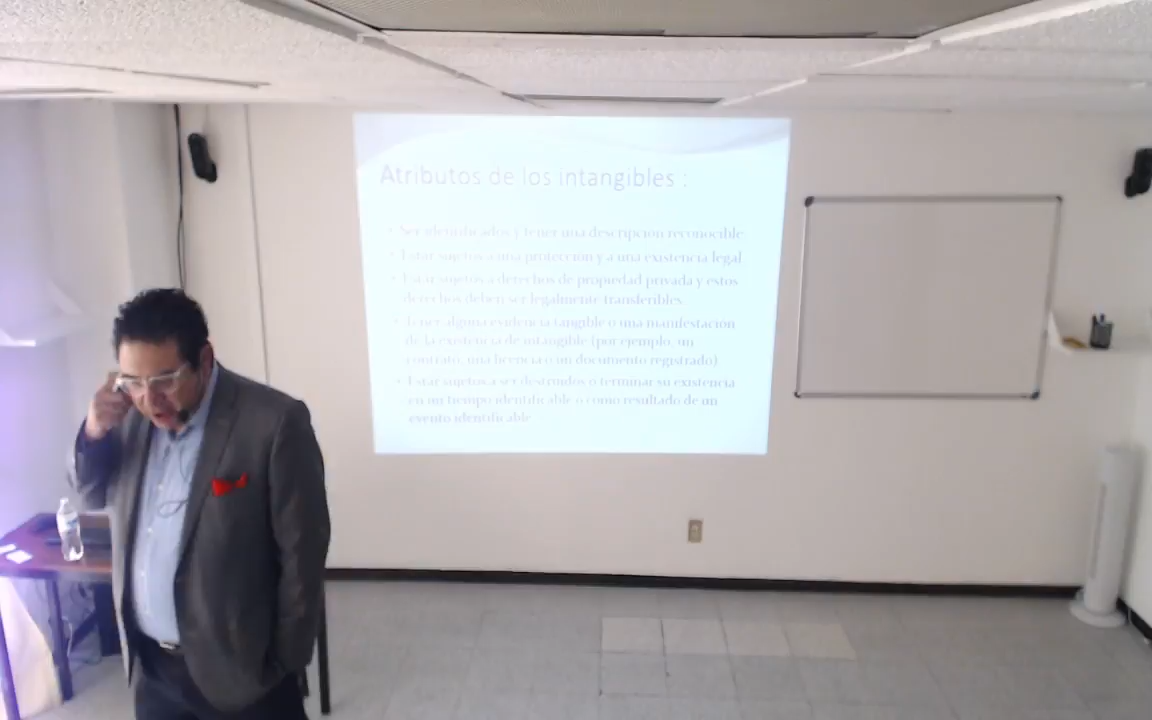 Atributos de los intangibles :
• Ser identificados y tener una descripción reconocible.
• Estar sujetos a una protección y a una existencia legal.
• Estar sujetos a derechos de propiedad privada y estos
derechos deben ser legalmente transferibles.
• Tener alguna evidencia tangible o una manifestación
de la existencia de intangible (por ejemplo, un
contrato, una licencia o un documento registrado)
• Estar sujetos a ser destruidos o terminar su existencia
en un tiempo identificable o como resultado de un
evento identificable